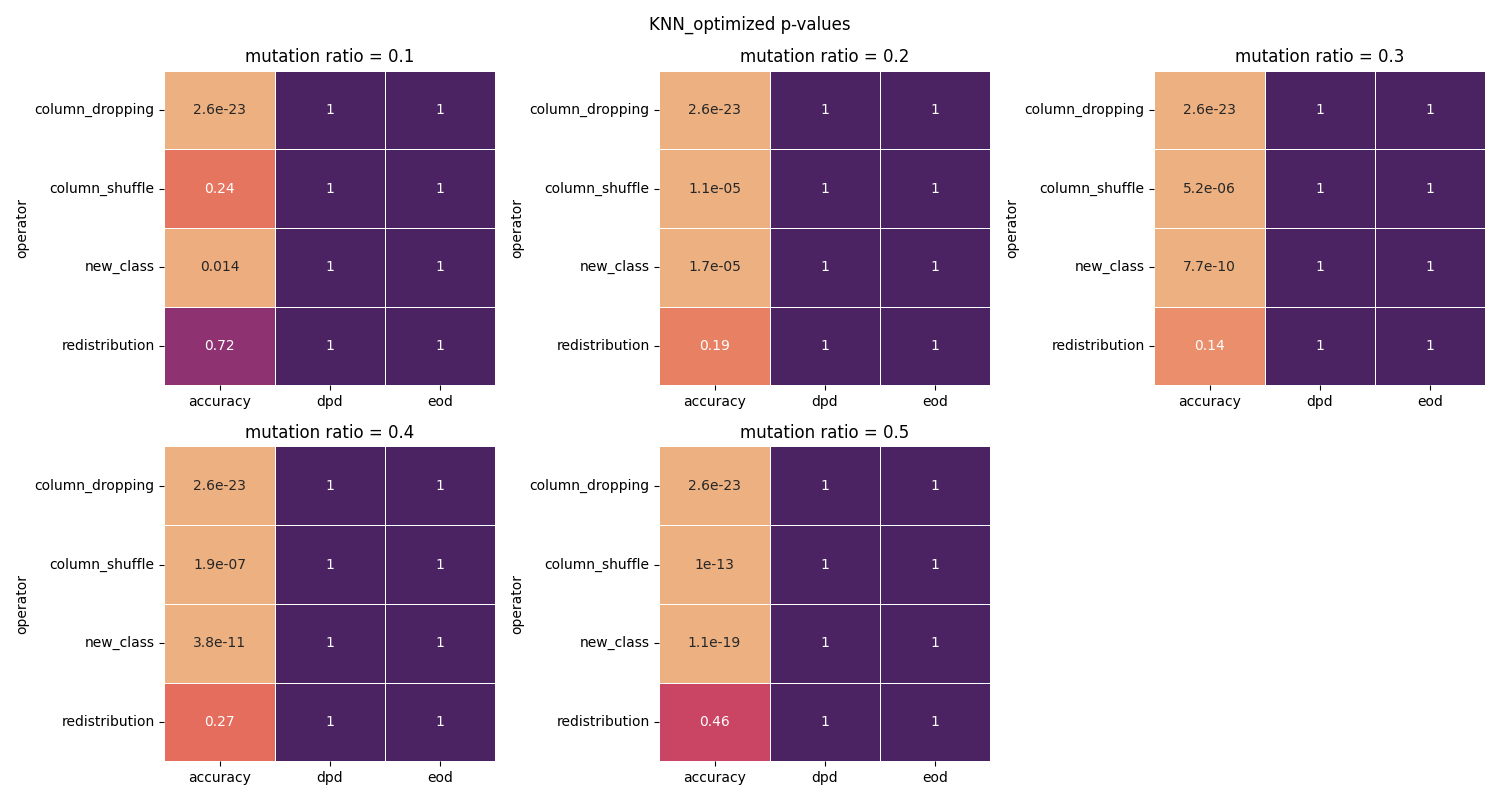 KNN_optimized p-values
mutation ratio = 0.1
operator
column_dropping 2.6e-23 1 1
column_shuffle 0.24 1 1
new_class 0.014 1 1
redistribution 0.72 1 1
accuracy dpd eod
mutation ratio = 0.2
operator
column_dropping 2.6e-23 1 1
column_shuffle 1.1e-05 1 1
new_class 1.7e-05 1 1
redistribution 0.19 1 1
accuracy dpd eod
mutation ratio = 0.3
operator
column_dropping 2.6e-23 1 1
column_shuffle 5.2e-06 1 1
new_class 7.7e-10 1 1
redistribution 0.14 1 1
accuracy dpd eod
mutation ratio = 0.4
operator
column_dropping 2.6e-23 1 1
column_shuffle 1.9e-07 1 1
new_class 3.8e-11 1 1
redistribution 0.27 1 1
accuracy dpd eod
mutation ratio = 0.5
operator
column_dropping 2.6e-23 1 1
column_shuffle 1e-13 1 1
new_class 1.1e-19 1 1
redistribution 0.46 1 1
accuracy dpd eod